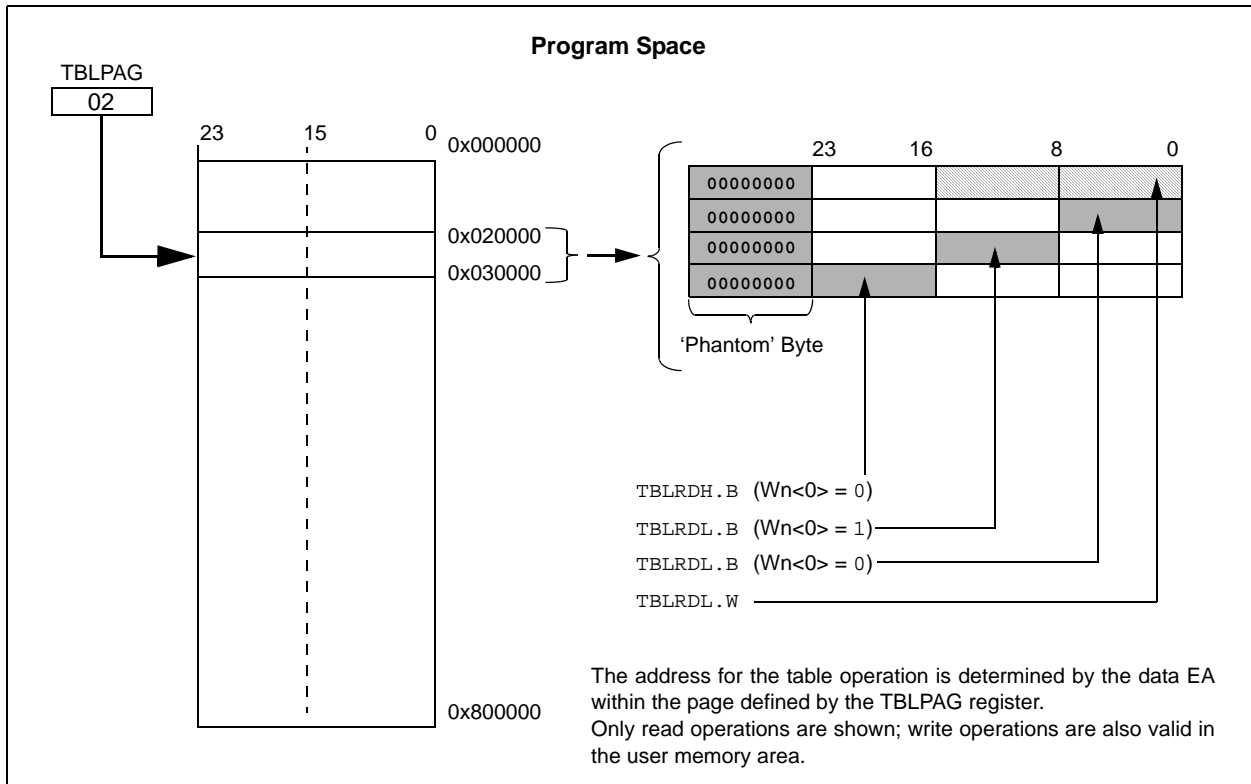 Program Space
TBLPAG
02
23 15 0
0x000000
0x020000
0x030000
0x800000
23 16 8 0
00000000
00000000
00000000
00000000
‘Phantom’ Byte
TBLRDH.B (Wn<0> = 0)
TBLRDL.B (Wn<0> = 1)
TBLRDL.B (Wn<0> = 0)
TBLRDL.W
The address for the table operation is determined by the data EA
within the page defined by the TBLPAG register.
Only read operations are shown; write operations are also valid in
the user memory area.